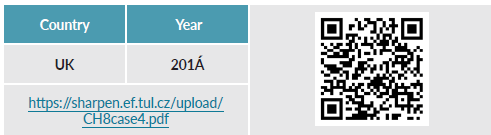 Country Year
UK 201Á
https://sharpen.ef.tul.cz/upload/
CH8case4.pdf